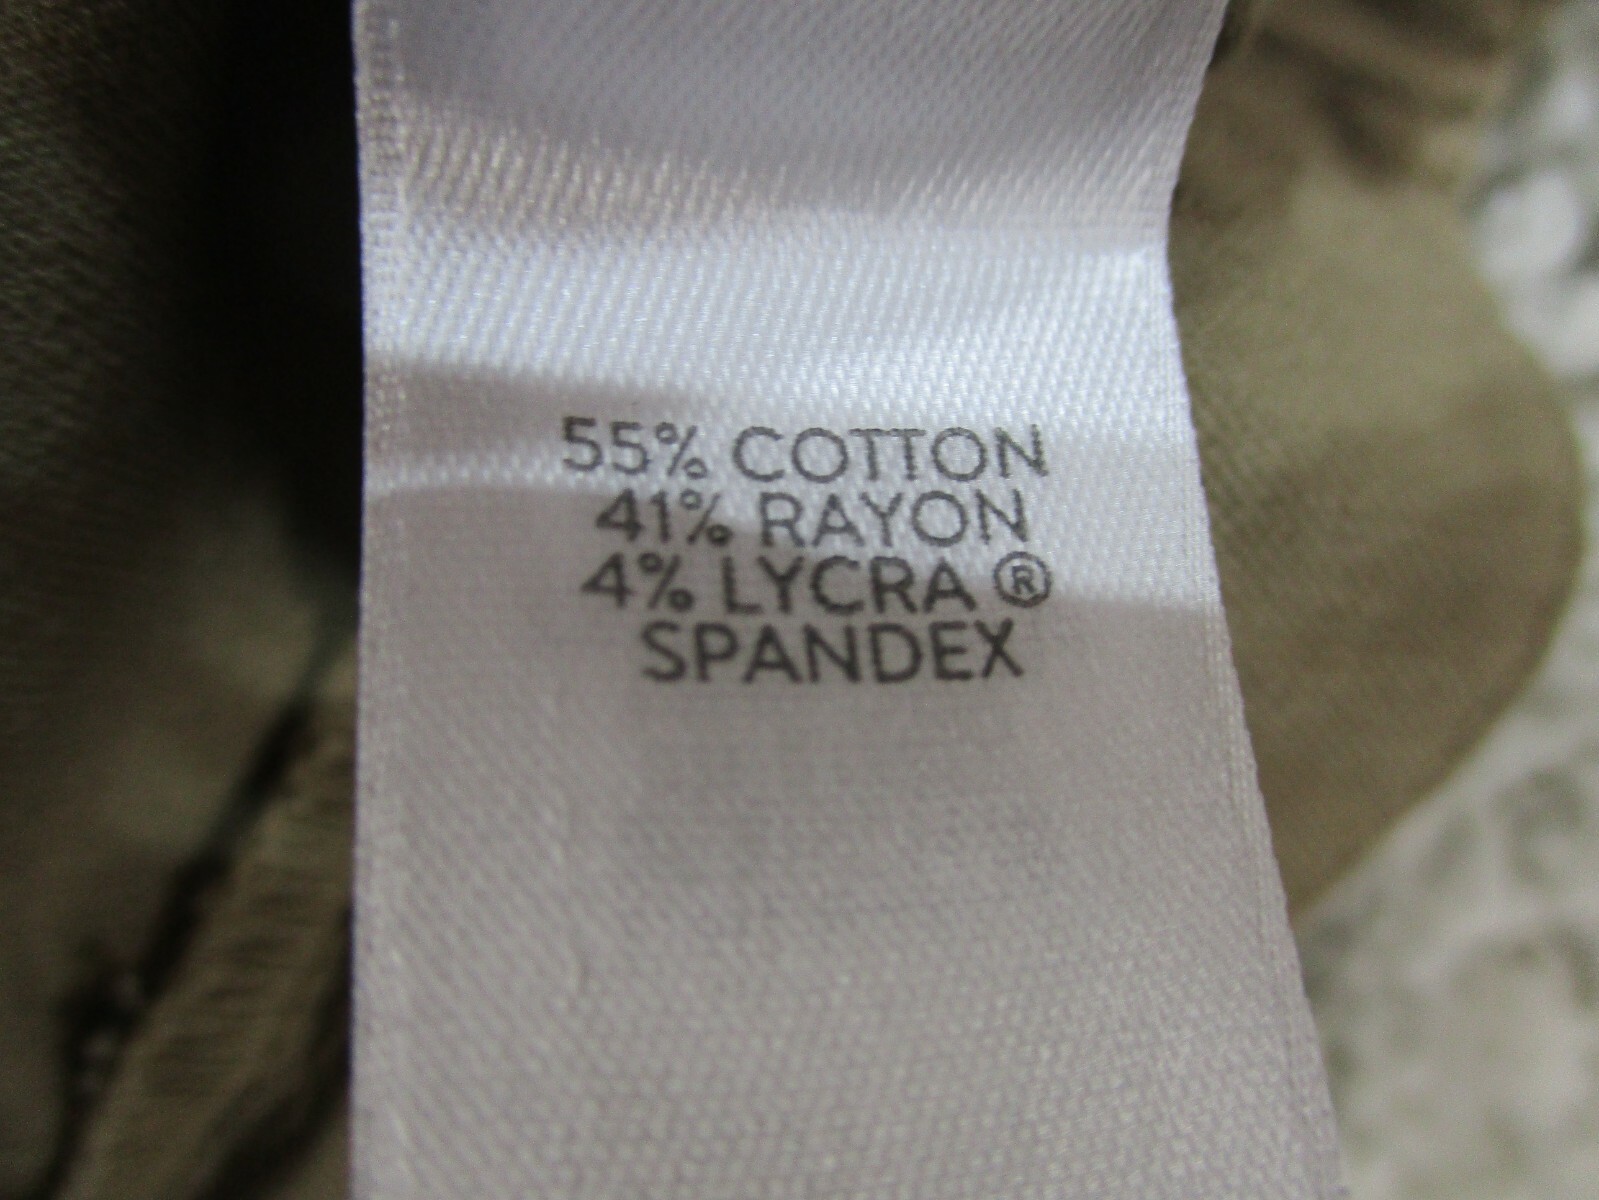 55% COTTON
41% RAYON
4% LYCRA ®
SPANDEX